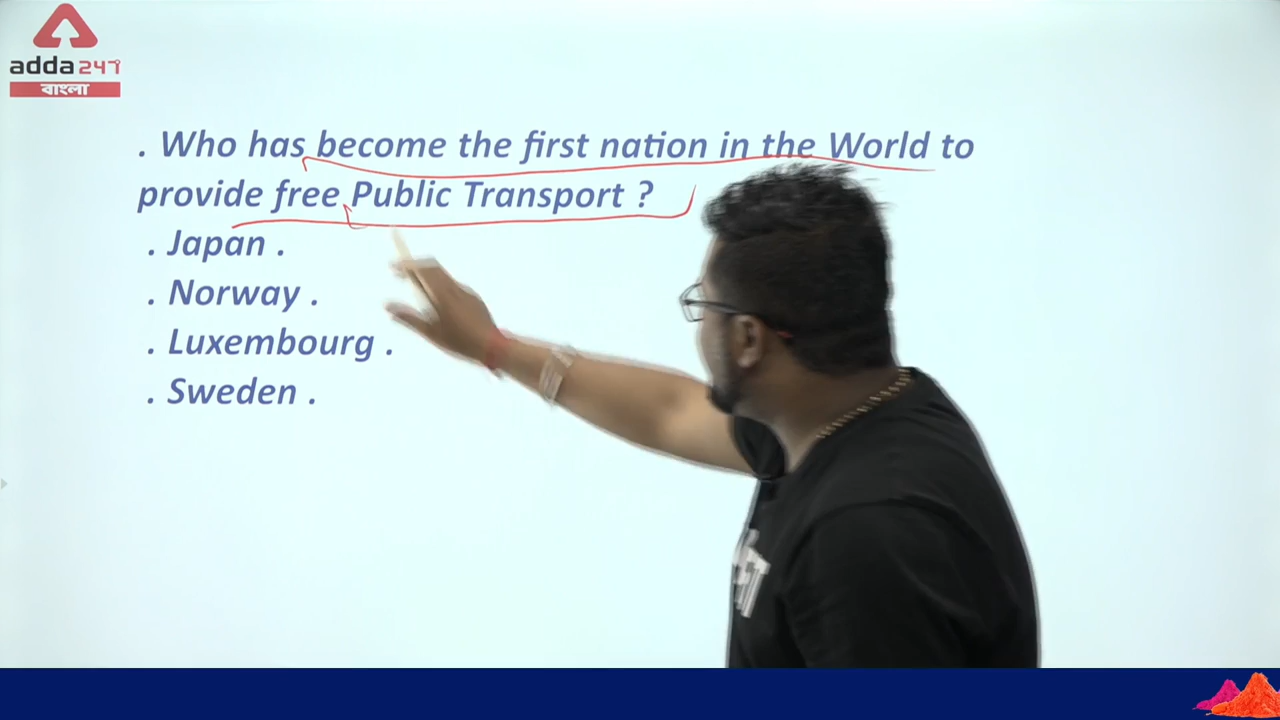 adda247
বাংলা
. Who has become the first nation in the World to
provide free Public Transport ?
. Japan .
. Norway .
. Luxembourg .
. Sweden .